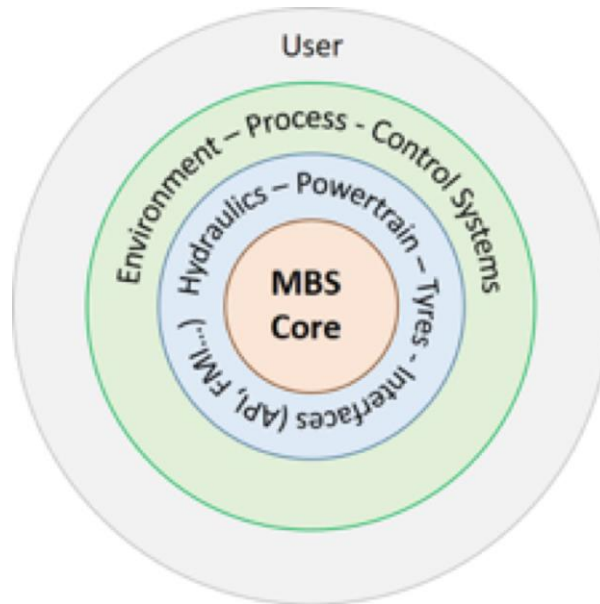 User
Environment – Process - Control Systems
Hydraulics – Powertrain – Tyres - Interfaces (API, FMI...)
MBS
Core